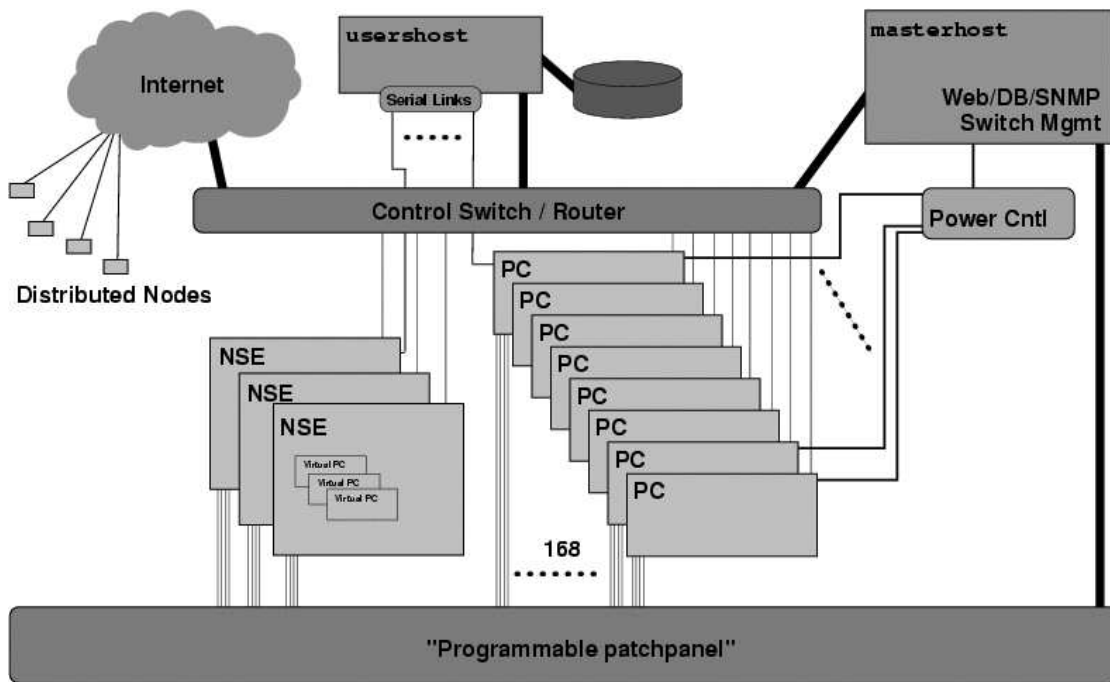 Internet
usershost
Serial Links
masterhost
Web/DB/SNMP
Switch Mgmt
Control Switch / Router
Power Cntl
Distributed Nodes
PC
PC
PC
PC
PC
PC
PC
PC
NSE
NSE
NSE
Virtual PC
Virtual PC
Virtual PC
168
"Programmable patchpanel"